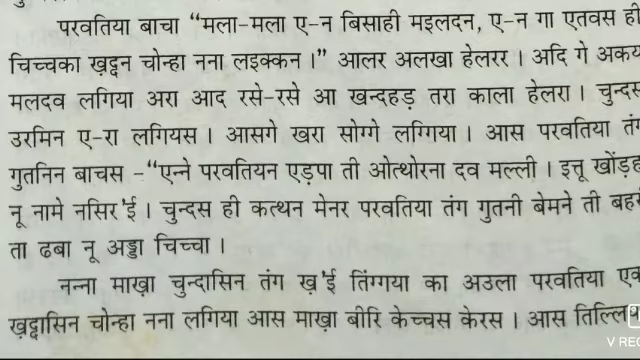 परवतिया बाचा “मला-मला ए-न बिसाही मइलदन, ए-न गा एतवस ही
चिच्चका ख़द्दन चोन्हा नना लइक्कन।” आलर अलखा हेलरर। अदि गे अकय
मलदव लगिया अरा आद रसे-रसे आ खन्दहड़ तरा काला हेलरा। चुन्दस
उरमिन ए-रा लगियस। आसगे खरा सोग्गे लग्गिया। आस परवतिया तंग
गुतनिन बाचस -“एन्ने परवतियन एड़पा ती ओत्थोरना दव मल्ली। इत्तू खोंड़ह
नू नामे नसिर'ई। चुन्दस ही कत्थन मेनर परवतिया तंग गुतनी बेमने ती बहर
ता ढबा नू अड्डा चिच्चा।
नन्ना माख़ा चुन्दासिन तंग ख़'ई तिंग्गया का अउला परवतिया एक
ख़द्दासिन चोन्हा नना लगिया आस माख़ा बीरि केच्चस केरस। आस
V REC